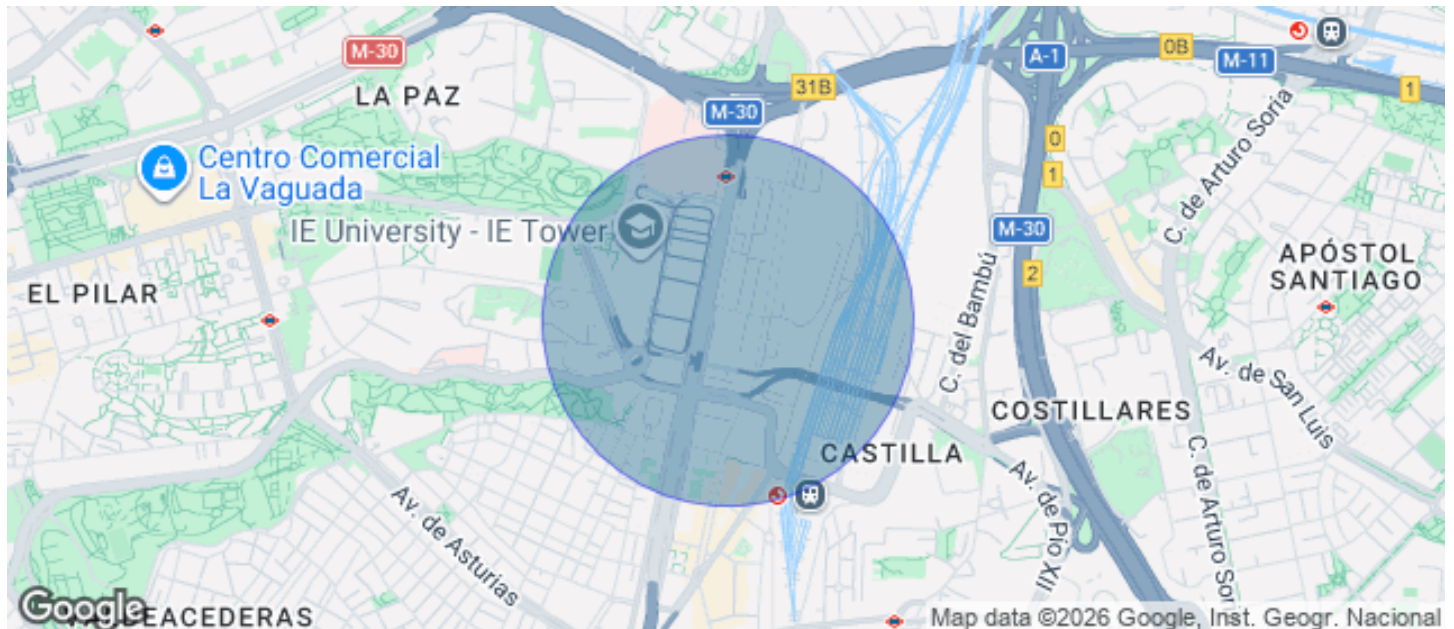 M-30
LA PAZ
Centro Comercial
La Vaguada
IE University - IE Tower
EL PILAR
M-30
31B
A-1
0B
M-11
1
0
1
M-30
2
C. de Arturo Soria
APÓSTOL
SANTIAGO
C. del Bambú
Av. de San Luis
COSTILLARES
CASTILLA
Av. de Pío XII
C. de Arturo Sor
Av. de Asturias
Google
DEACEDERAS
Map data ©2026 Google, Inst. Geogr. Nacional